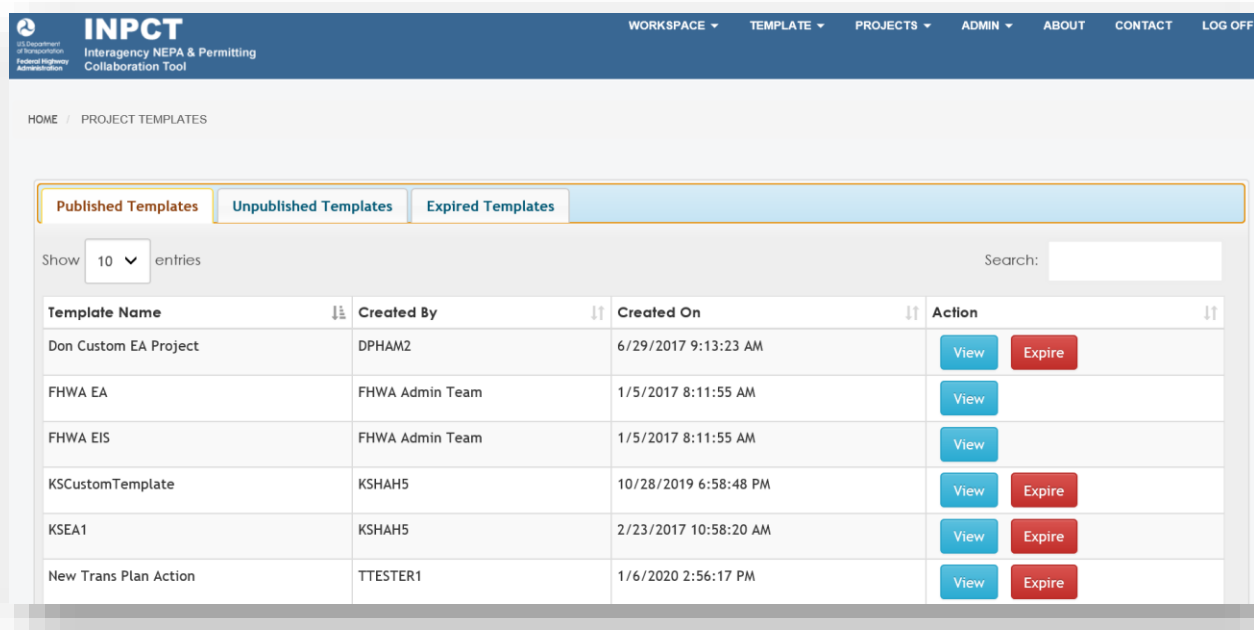 INPCT
U.S. Department
of Transportation
Federal Highway
Administration
Interagency NEPA & Permitting
Collaboration Tool
WORKSPACE TEMPLATE PROJECTS ADMIN ABOUT CONTACT LOG OFF
HOME / PROJECT TEMPLATES
Published Templates Unpublished Templates Expired Templates
Show 10 entries Search:
Template Name Created By Created On Action
Don Custom EA Project DPHAM2 6/29/2017 9:13:23 AM View Expire
FHWA EA FHWA Admin Team 1/5/2017 8:11:55 AM View
FHWA EIS FHWA Admin Team 1/5/2017 8:11:55 AM View
KSCustomTemplate KSHAH5 10/28/2019 6:58:48 PM View Expire
KSEA1 KSHAH5 2/23/2017 10:58:20 AM View Expire
New Trans Plan Action TTESTER1 1/6/2020 2:56:17 PM View Expire